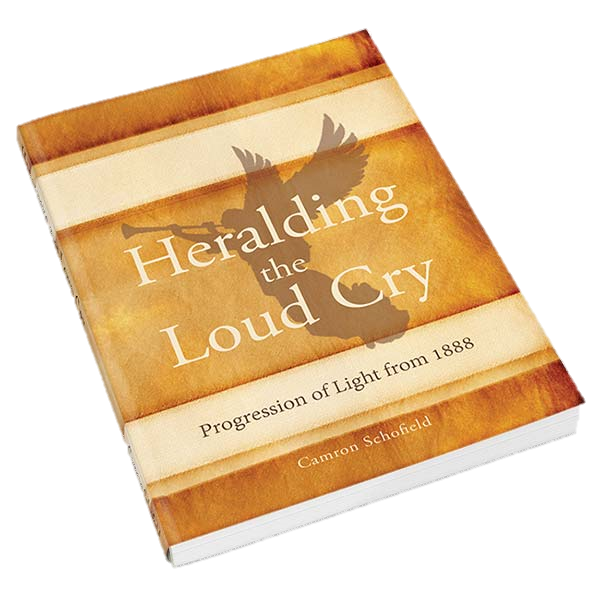 Heralding
the
Loud Cry
Progression of Light from 1888
Camron Schofield